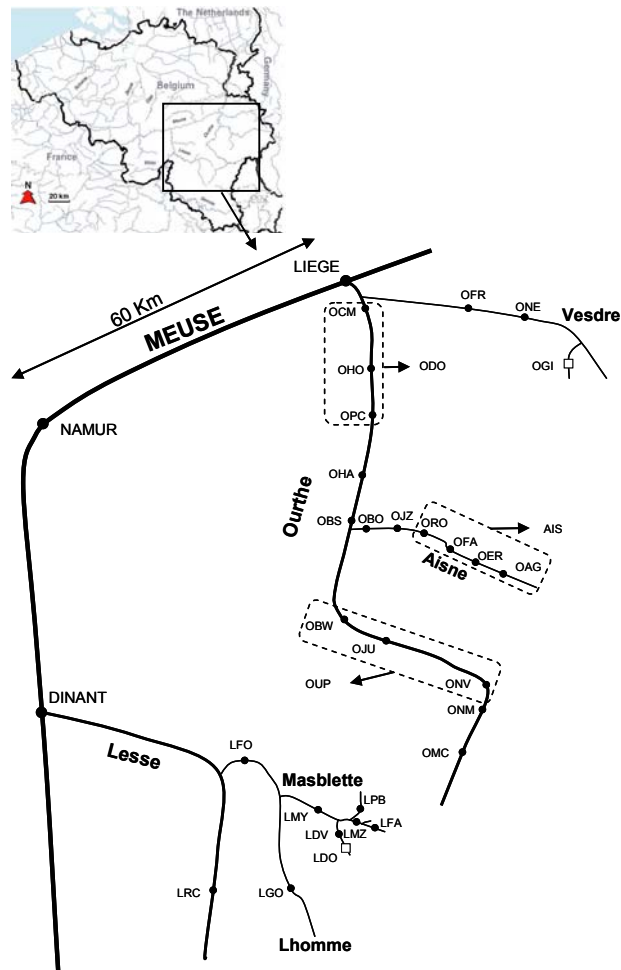 The Netherlands
Belgium
Germany
France
N
20 km
LIEGE
60 Km
MEUSE
OCM
OFR
ONE
Vesdre
OHO
ODO
OGI
OPC
NAMUR
OHA
Ourthe
OBS
OBO
OJZ
ORO
AIS
OFA
OER
OAG
Aisne
OBW
OJU
OUP
ONV
ONM
DINANT
OMC
Lesse
LFO
Masblette
LPB
LMY
LFA
LDV
LMZ
LDO
LRC
LGO
Lhomme